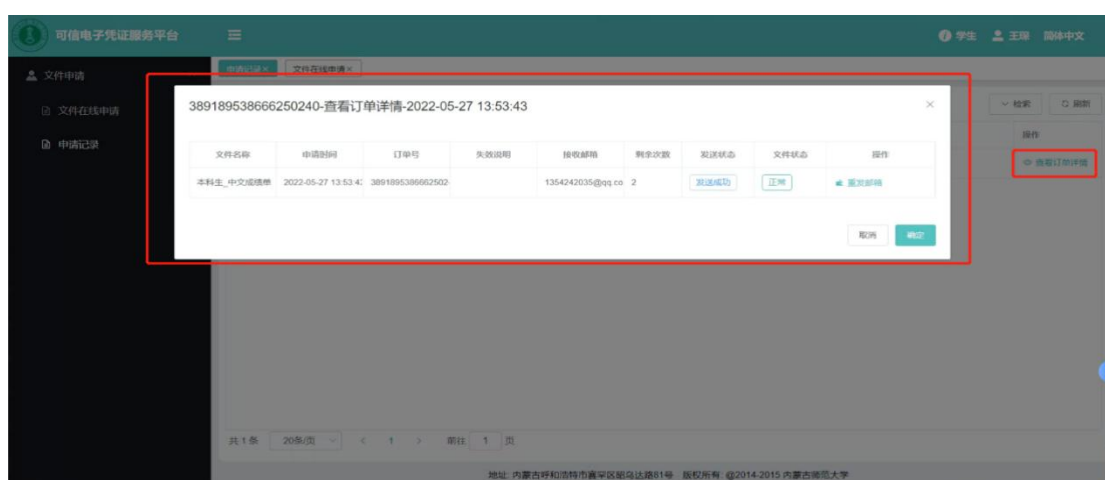 可信电子凭证服务平台
学生 王瑾 简体中文
文件申请
申请记录× 文件在线申请×
文件在线申请
申请记录
检索 刷新
操作
查看订单详情
389189538666250240-查看订单详情-2022-05-27 13:53:43 ×
文件名称 申请时间 订单号 失效说明 接收邮箱 剩余次数 发送状态 文件状态 操作
本科生_中文成绩单 2022-05-27 13:53:4 3891895386662502 1354242035@qq.co 2 发送成功 正常 重发邮箱
取消 确定
共 1 条 20条/页 < 1 > 前往 1 页
地址: 内蒙古呼和浩特市赛罕区昭乌达路81号 版权所有: @2014-2015 内蒙古师范大学